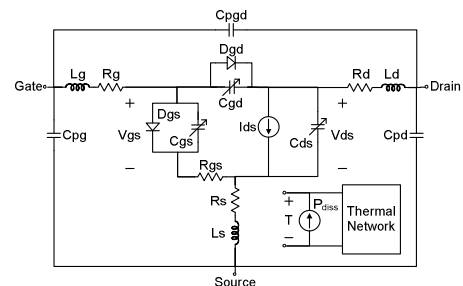 Cpgd
Dgd
Lg Rg Rd Ld
Gate Drain
Cgd
+ +
Dgs Ids
Cpg Vgs Cgs Cds Vds Cpd
− −
Rgs
Rs + Pdiss Thermal
T Network
Ls −
Source